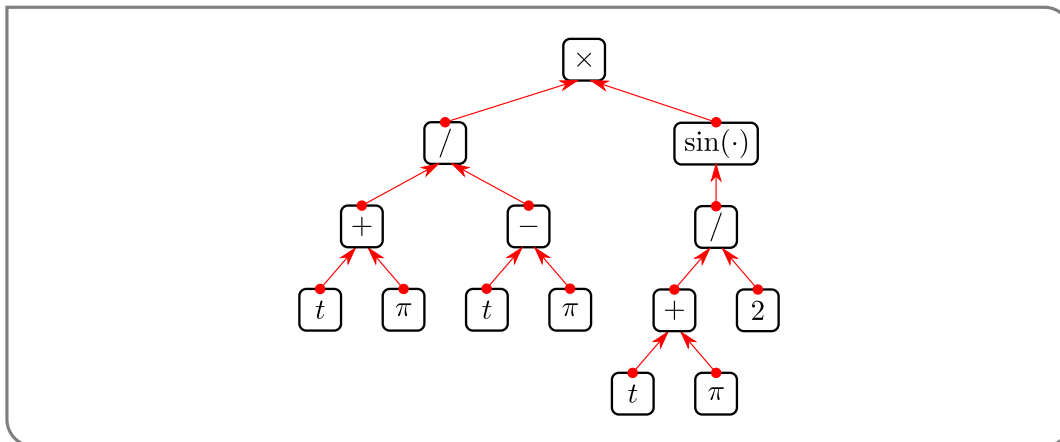 ×
/ sin(·)
+ − /
t π t π + 2
t π